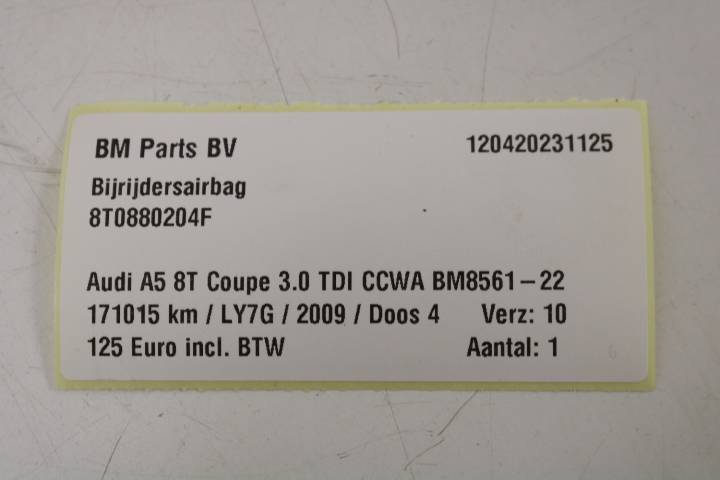 BM Parts BV 120420231125
Bijrijdersairbag
8T0880204F
Audi A5 8T Coupe 3.0 TDI CCWA BM8561-22
171015 km / LY7G / 2009 / Doos 4 Verz: 10
125 Euro incl. BTW Aantal: 1